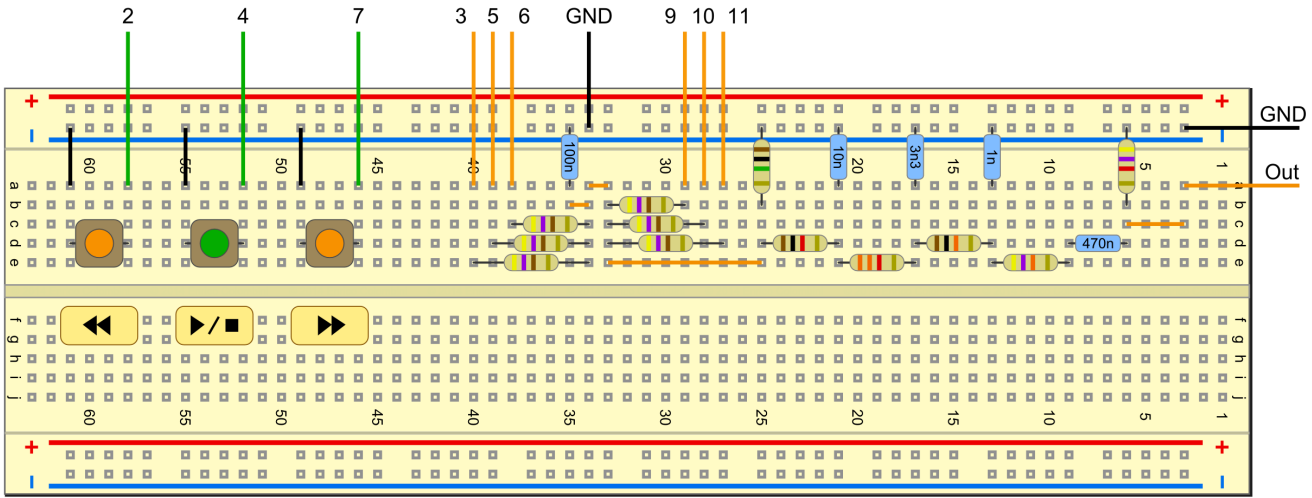 2 4 7 3 5 6 GND 9 10 11
+ +
GND
100n 10n 3n3 1n
60 55 50 45 40 35 30 25 20 15 10 5 1
Out
a a
b b
c c
d 470n d
e e
f / f
g g
h h
i i
j j
60 55 50 45 40 35 30 25 20 15 10 5 1
+ +